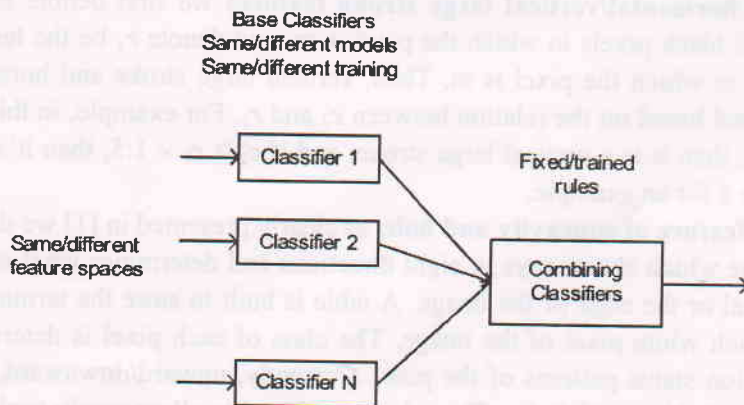 Base Classifiers
Same/different models
Same/different training
Classifier 1
Fixed/trained
rules
Same/different
feature spaces
Classifier 2
Combining
Classifiers
Classifier N